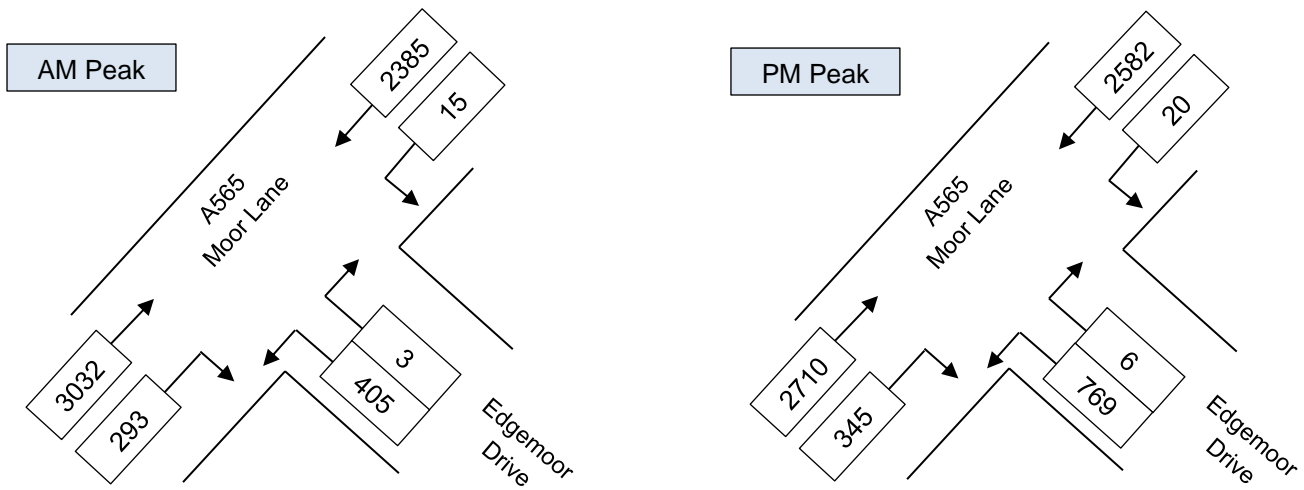 AM Peak
2385
15
A565
Moor Lane
3032
293
3
405
Edgemoor
Drive
PM Peak
2582
20
A565
Moor Lane
2710
345
6
769
Edgemoor
Drive